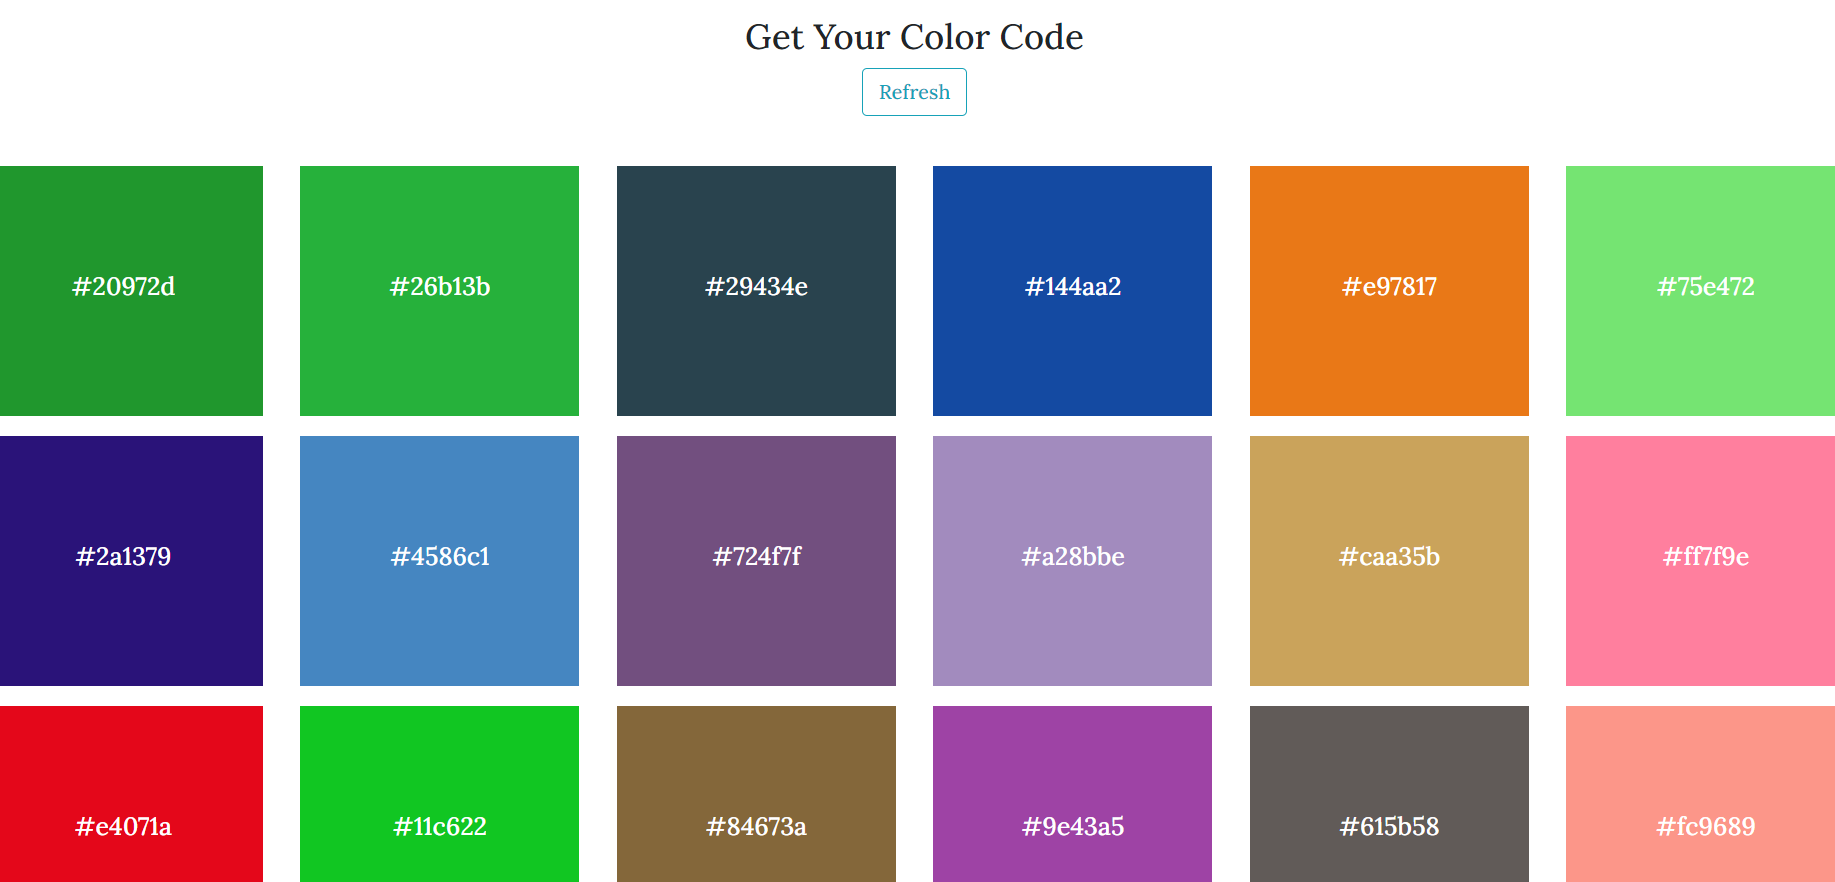 Get Your Color Code
Refresh
#20972d
#26b13b
#29434e
#144aa2
#e97817
#75e472
#2a1379
#4586c1
#724f7f
#a28bbe
#caa35b
#ff7f9e
#e4071a
#11c622
#84673a
#9e43a5
#615b58
#fc9689